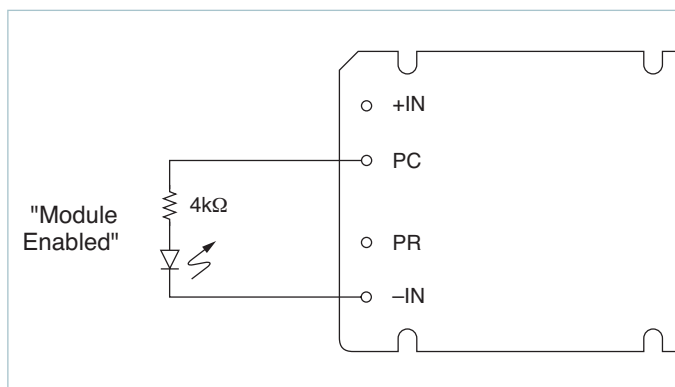 +IN
PC
4kΩ
"Module
Enabled"
PR
–IN